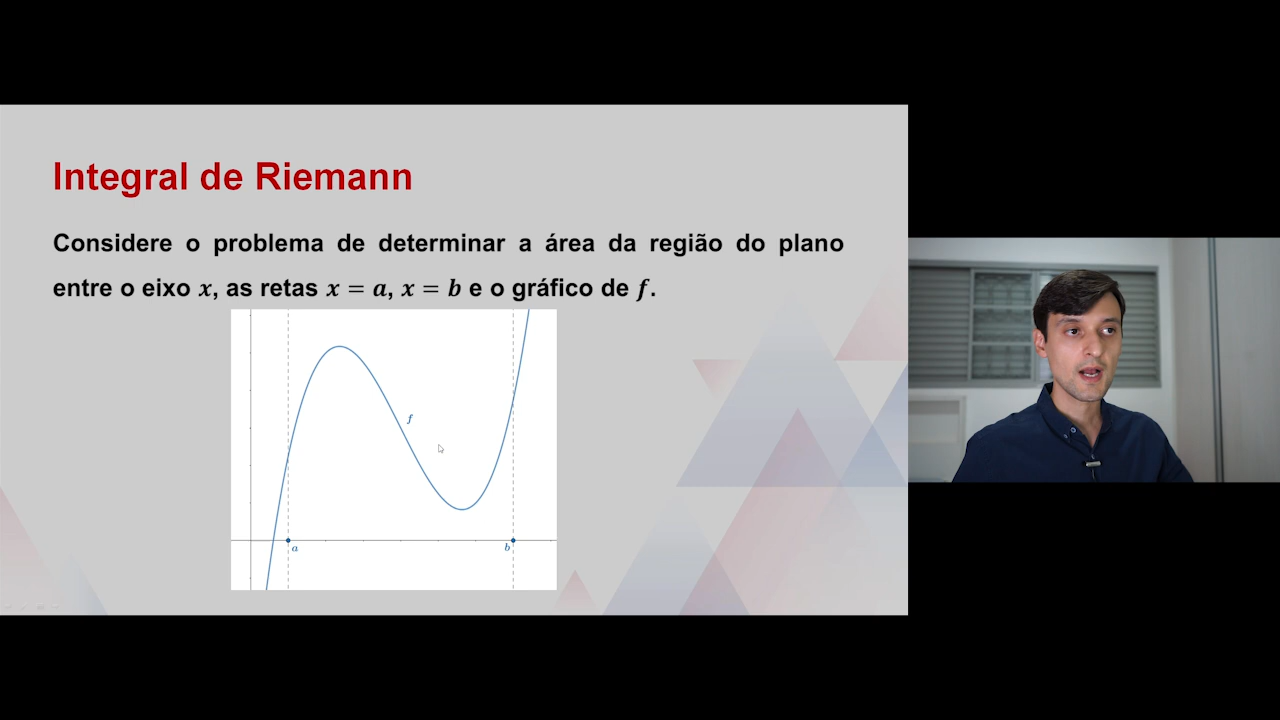 Integral de Riemann
Considere o problema de determinar a área da região do plano
entre o eixo x, as retas x = a, x = b e o gráfico de f.
f
a
b